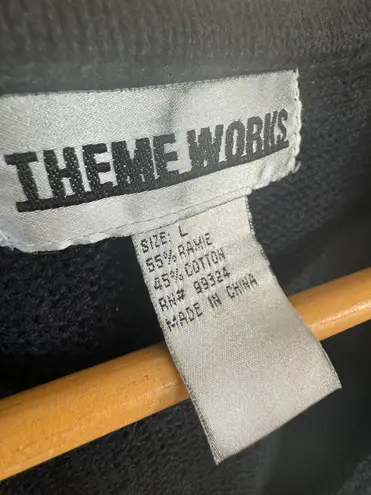 THEME WORKS
SIZE: L
55% RAMIE
45% COTTON
RN# 99324
MADE IN CHINA